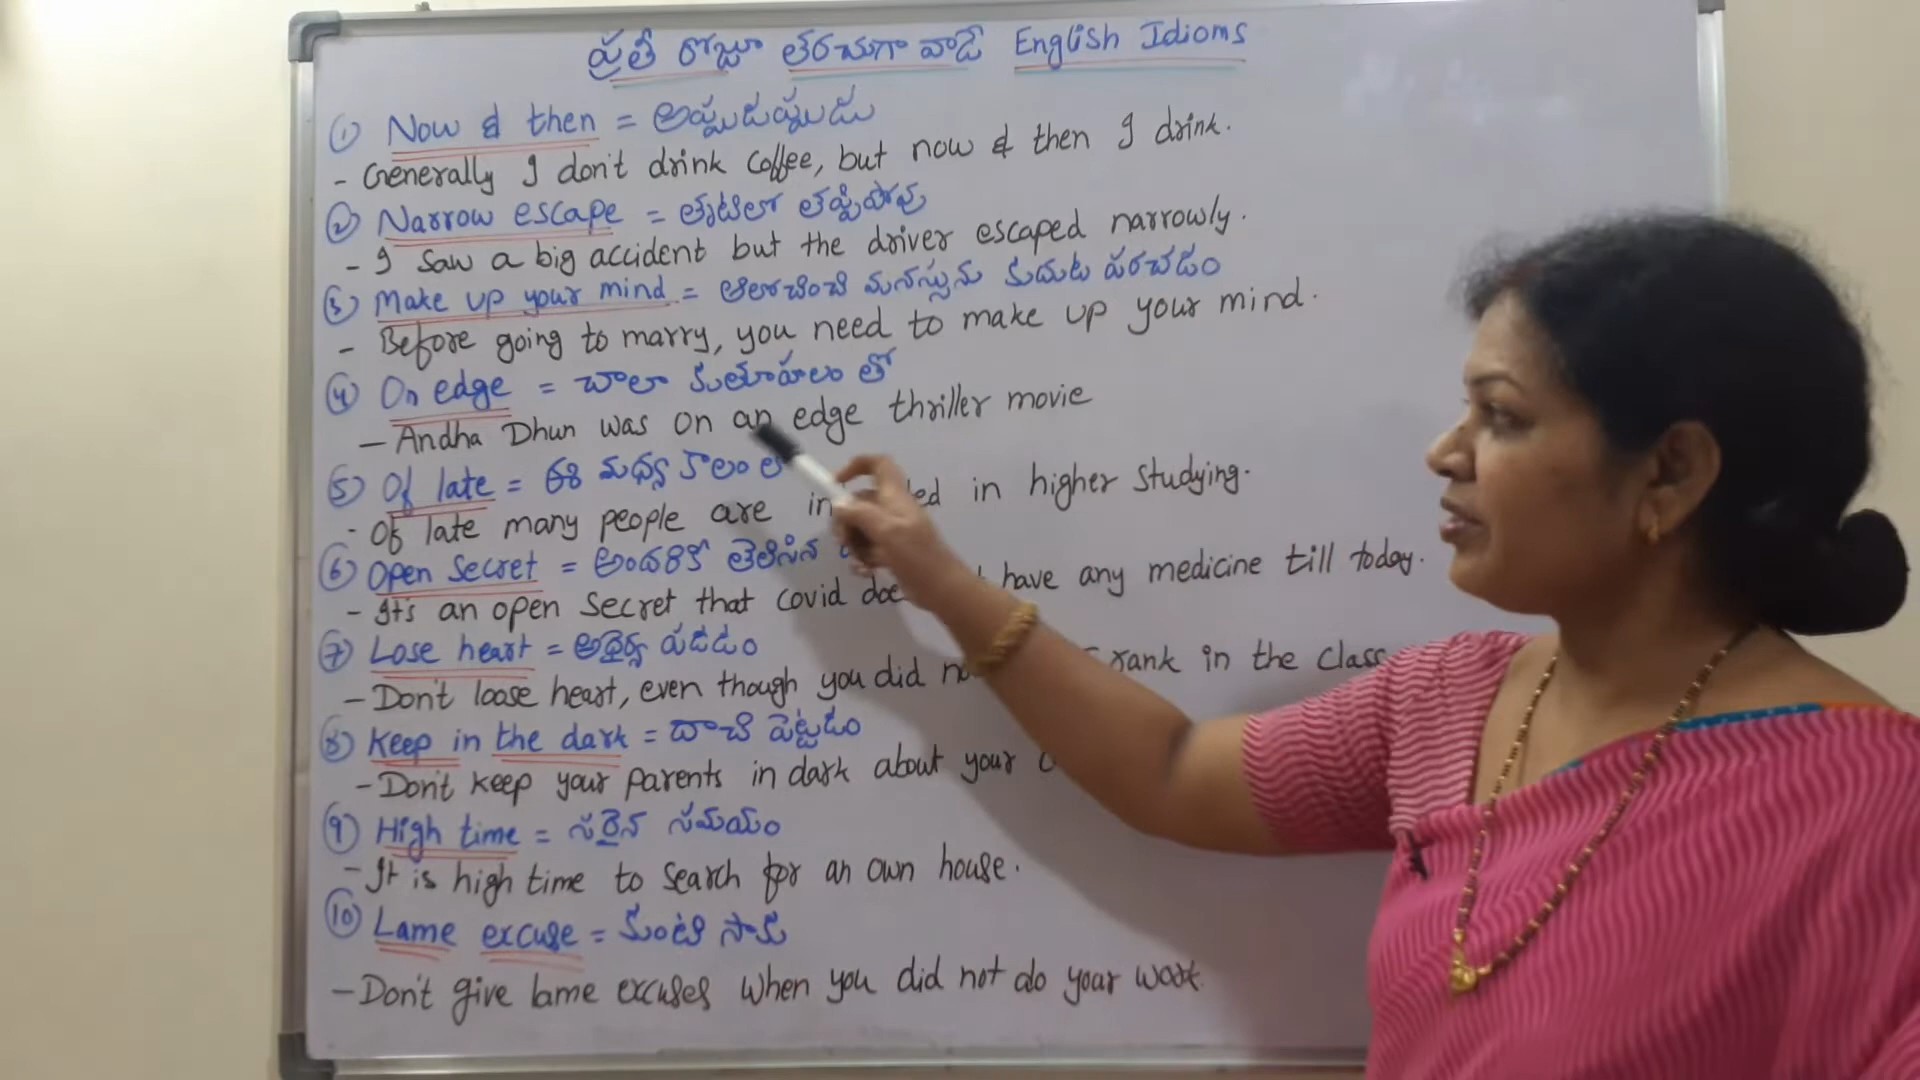 ప్రతీ రోజూ తరచుగా వాడే English Idioms
① Now & then = అప్పుడప్పుడు
- Generally I don't drink coffee, but now & then I drink.
② Narrow escape = తృటిలో తప్పిపోవు
- I saw a big accident but the driver escaped narrowly.
③ Make up your mind = ఆలోచించి మనస్సును కుదుట పరచడం
- Before going to marry, you need to make up your mind.
④ On edge = చాలా కుతూహలం తో
- Andha Dhun was on an edge thriller movie
⑤ Of late = ఈ మధ్య కాలం లో
- Of late many people are in higher studying.
⑥ Open secret = అందరికీ తెలిసిన
- It's an open secret that covid have any medicine till today.
⑦ Lose heart = అధైర్య పడడం
- Don't loose heart, even though you did rank in the class
⑧ Keep in the dark = దాచి పెట్టడం
- Don't keep your parents in dark about your
⑨ High time = సరైన సమయం
- It is high time to search for an own house.
⑩ Lame excuse = కుంటి సాకు
- Don't give lame excuses when you did not do your work.